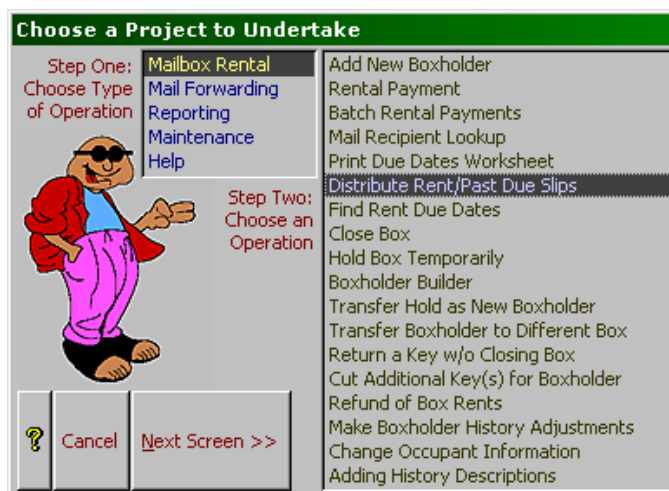 Choose a Project to Undertake
Step One:
Choose Type
of Operation
Mailbox Rental
Mail Forwarding
Reporting
Maintenance
Help
Step Two:
Choose an
Operation
Add New Boxholder
Rental Payment
Batch Rental Payments
Mail Recipient Lookup
Print Due Dates Worksheet
Distribute Rent/Past Due Slips
Find Rent Due Dates
Close Box
Hold Box Temporarily
Boxholder Builder
Transfer Hold as New Boxholder
Transfer Boxholder to Different Box
Return a Key w/o Closing Box
Cut Additional Key(s) for Boxholder
Refund of Box Rents
Make Boxholder History Adjustments
Change Occupant Information
Adding History Descriptions
?
Cancel
Next Screen >>